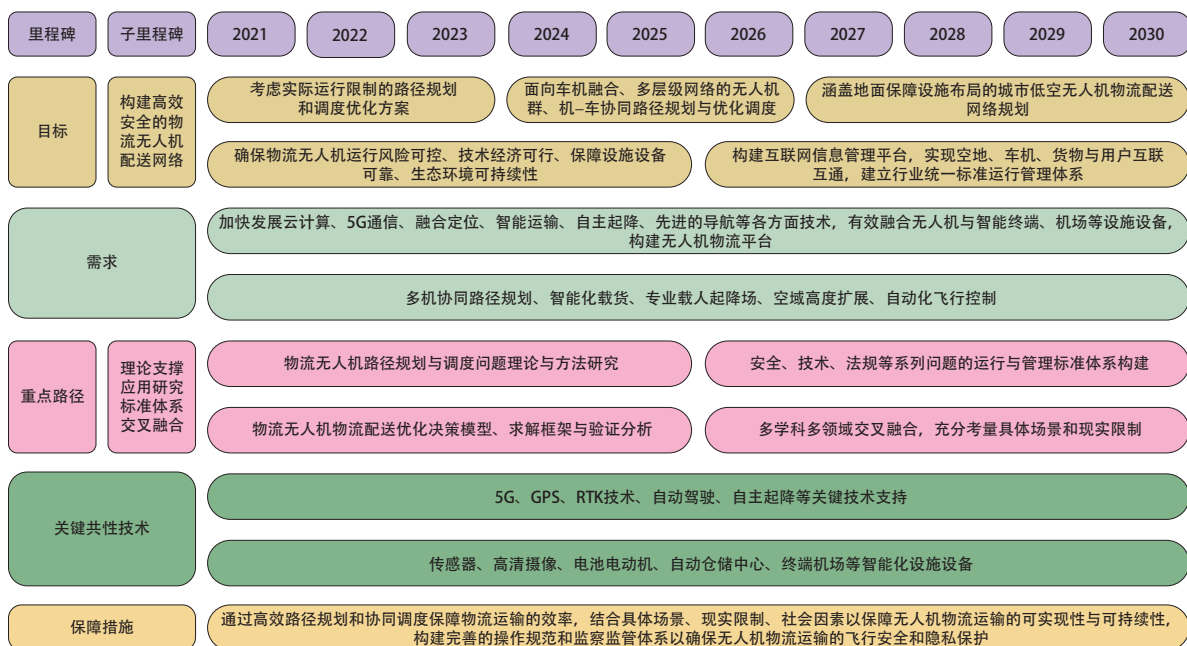 里程碑
子里程碑
2021
2022
2023
2024
2025
2026
2027
2028
2029
2030
目标
构建高效
安全的物
流无人机
配送网络
考虑实际运行限制的路径规划
和调度优化方案
面向车机融合、多层级网络的无人机
群、机–车协同路径规划与优化调度
涵盖地面保障设施布局的城市低空无人机物流配送
网络规划
确保物流无人机运行风险可控、技术经济可行、保障设施设备
可靠、生态环境可持续性
构建互联网信息管理平台，实现空地、车机、货物与用户互联
互通，建立行业统一标准运行管理体系
需求
加快发展云计算、5G通信、融合定位、智能运输、自主起降、先进的导航等各方面技术，有效融合无人机与智能终端、机场等设施设备，
构建无人机物流平台
多机协同路径规划、智能化载货、专业载人起降场、空域高度扩展、自动化飞行控制
重点路径
理论支撑
应用研究
标准体系
交叉融合
物流无人机路径规划与调度问题理论与方法研究
安全、技术、法规等系列问题的运行与管理标准体系构建
物流无人机物流配送优化决策模型、求解框架与验证分析
多学科多领域交叉融合，充分考量具体场景和现实限制
关键共性技术
5G、GPS、RTK技术、自动驾驶、自主起降等关键技术支持
传感器、高清摄像、电池电动机、自动仓储中心、终端机场等智能化设施设备
保障措施
通过高效路径规划和协同调度保障物流运输的效率，结合具体场景、现实限制、社会因素以保障无人机物流运输的可实现性与可持续性，
构建完善的操作规范和监察监管体系以确保无人机物流运输的飞行安全和隐私保护